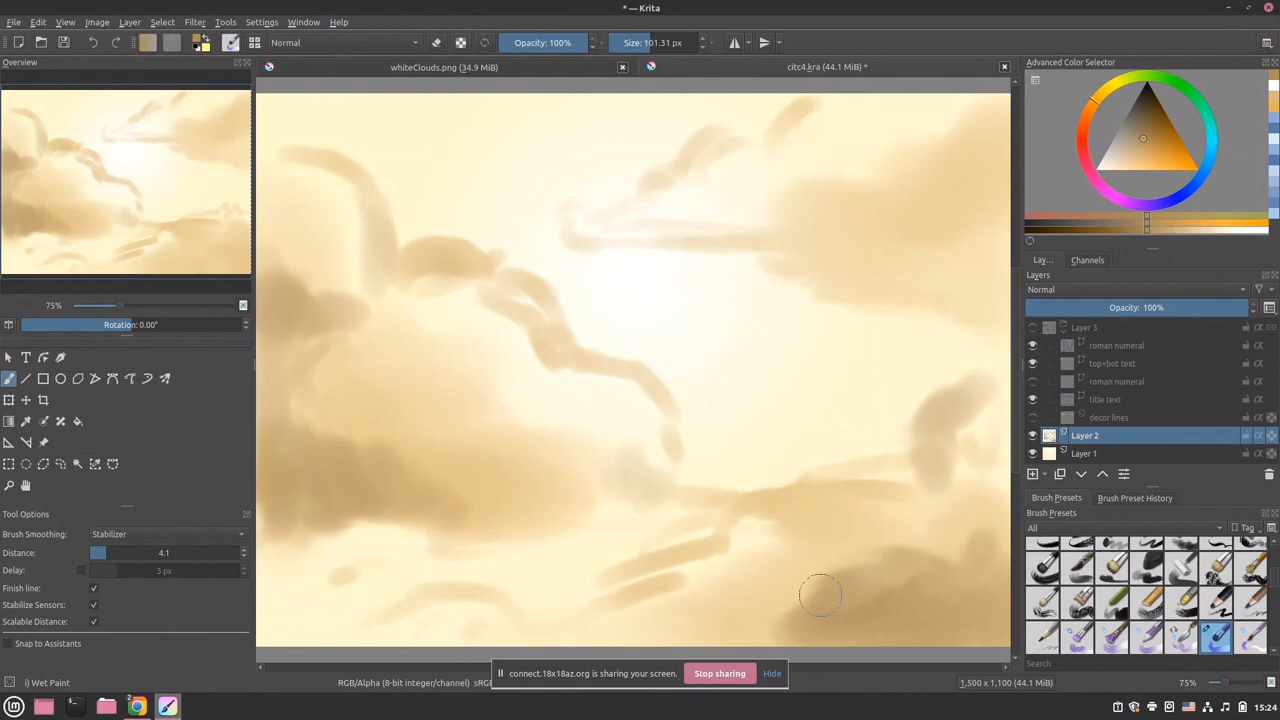 * — Krita
File Edit View Image Layer Select Filter Tools Settings Window Help
Normal Opacity: 100% Size: 101.31 px
Overview
whiteClouds.png (34.9 MiB) citc4.kra (44.1 MiB) *
Advanced Color Selector
75%
Rotation: 0.00°
Lay... Channels
Layers
Normal
Opacity: 100%
Layer 3
roman numeral
top+bot text
roman numeral
title text
decor lines
Layer 2
Layer 1
Tool Options
Brush Smoothing: Stabilizer
Distance: 4.1
Delay: 3 px
Finish line:
Stabilize Sensors:
Scalable Distance:
Snap to Assistants
Brush Presets Brush Preset History
Brush Presets
All Tag
Search
connect.18x18az.org is sharing your screen. Stop sharing Hide
i) Wet Paint RGB/Alpha (8-bit integer/channel) sRG 1,500 x 1,100 (44.1 MiB) 75%
15:24